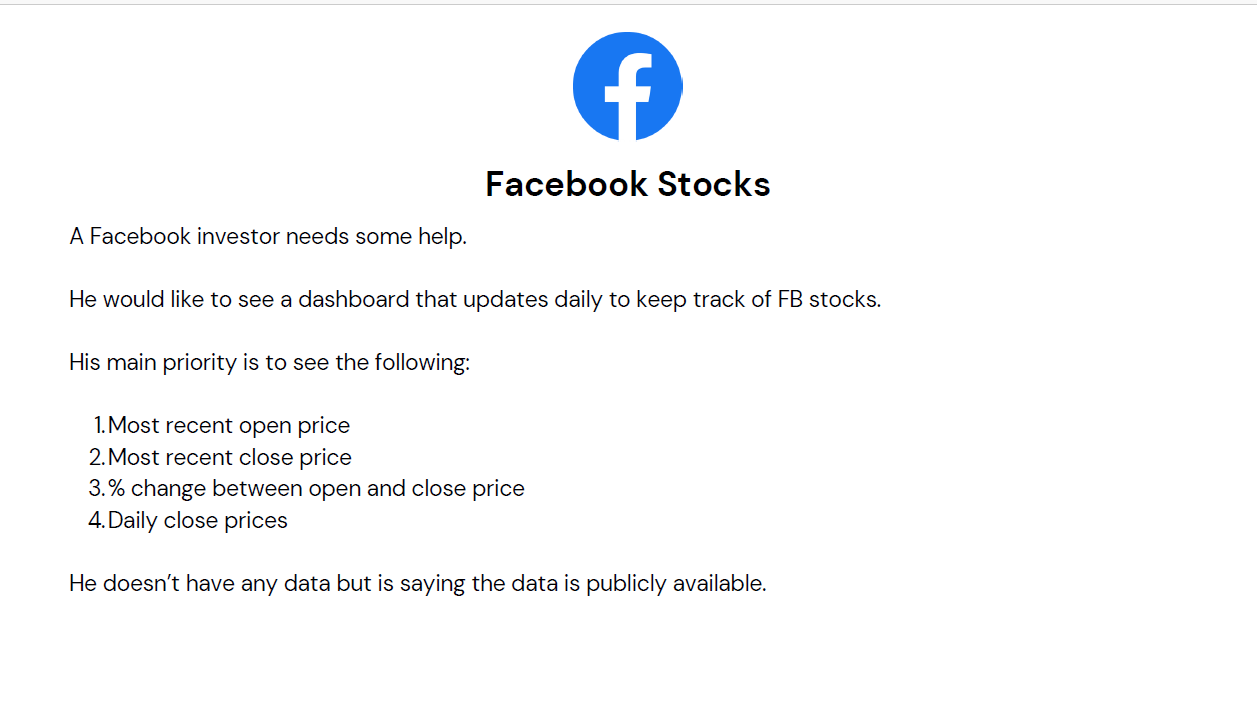 Facebook Stocks
A Facebook investor needs some help.
He would like to see a dashboard that updates daily to keep track of FB stocks.
His main priority is to see the following:
1. Most recent open price
2. Most recent close price
3. % change between open and close price
4. Daily close prices
He doesn’t have any data but is saying the data is publicly available.